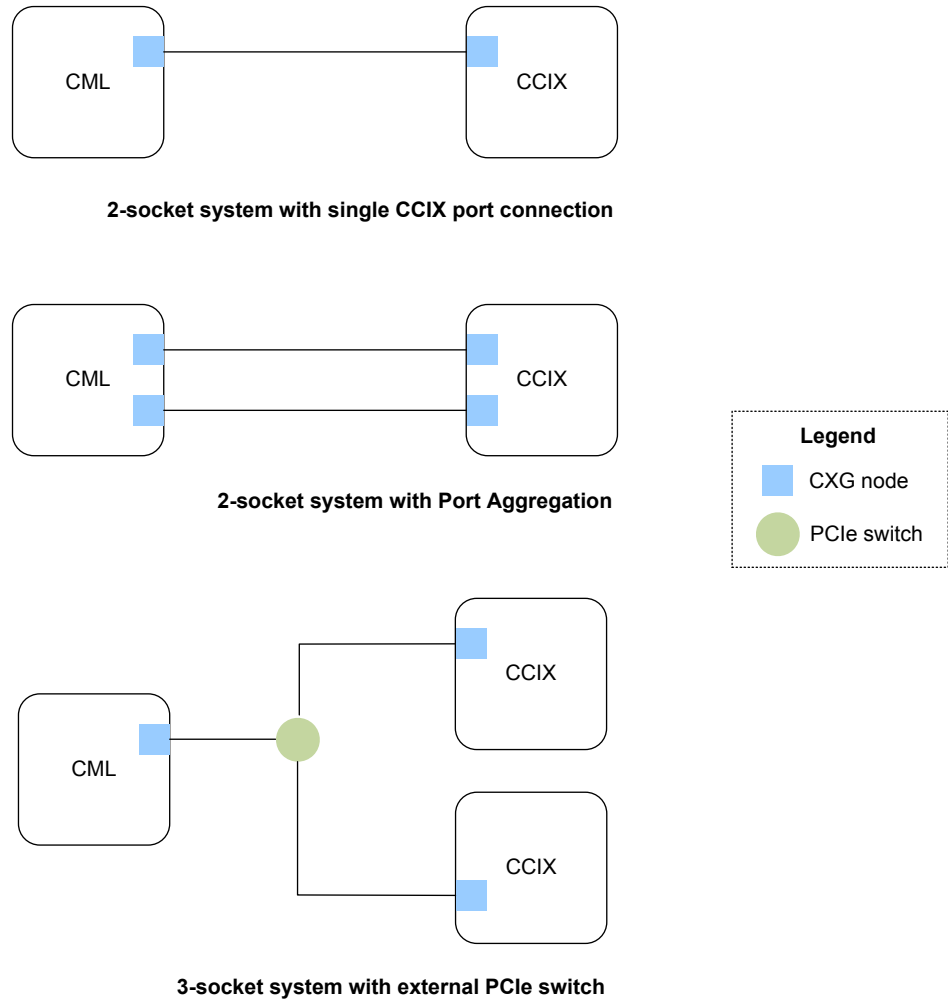 CML
CCIX
2-socket system with single CCIX port connection
CML
CCIX
2-socket system with Port Aggregation
Legend
CXG node
PCIe switch
CCIX
CML
CCIX
3-socket system with external PCIe switch